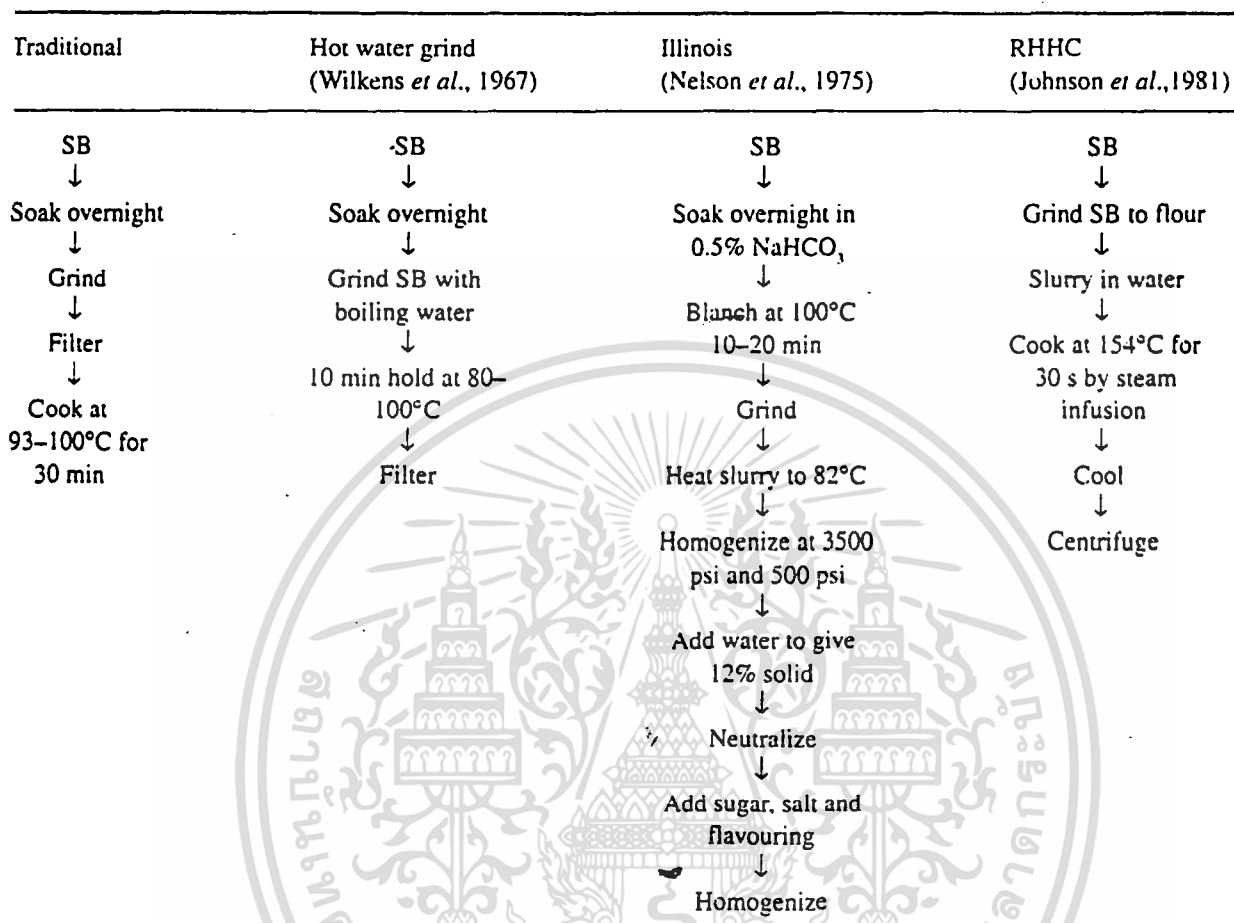 Traditional
Hot water grind
(Wilkens et al., 1967)
Illinois
(Nelson et al., 1975)
RHHC
(Johnson et al.,1981)
SB
↓
Soak overnight
↓
Grind
↓
Filter
↓
Cook at
93–100°C for
30 min
SB
↓
Soak overnight
↓
Grind SB with
boiling water
↓
10 min hold at 80–
100°C
↓
Filter
SB
↓
Soak overnight in
0.5% NaHCO₃
↓
Blanch at 100°C
10–20 min
↓
Grind
↓
Heat slurry to 82°C
↓
Homogenize at 3500
psi and 500 psi
↓
Add water to give
12% solid
↓
Neutralize
↓
Add sugar, salt and
flavouring
↓
Homogenize
SB
↓
Grind SB to flour
↓
Slurry in water
↓
Cook at 154°C for
30 s by steam
infusion
↓
Cool
↓
Centrifuge